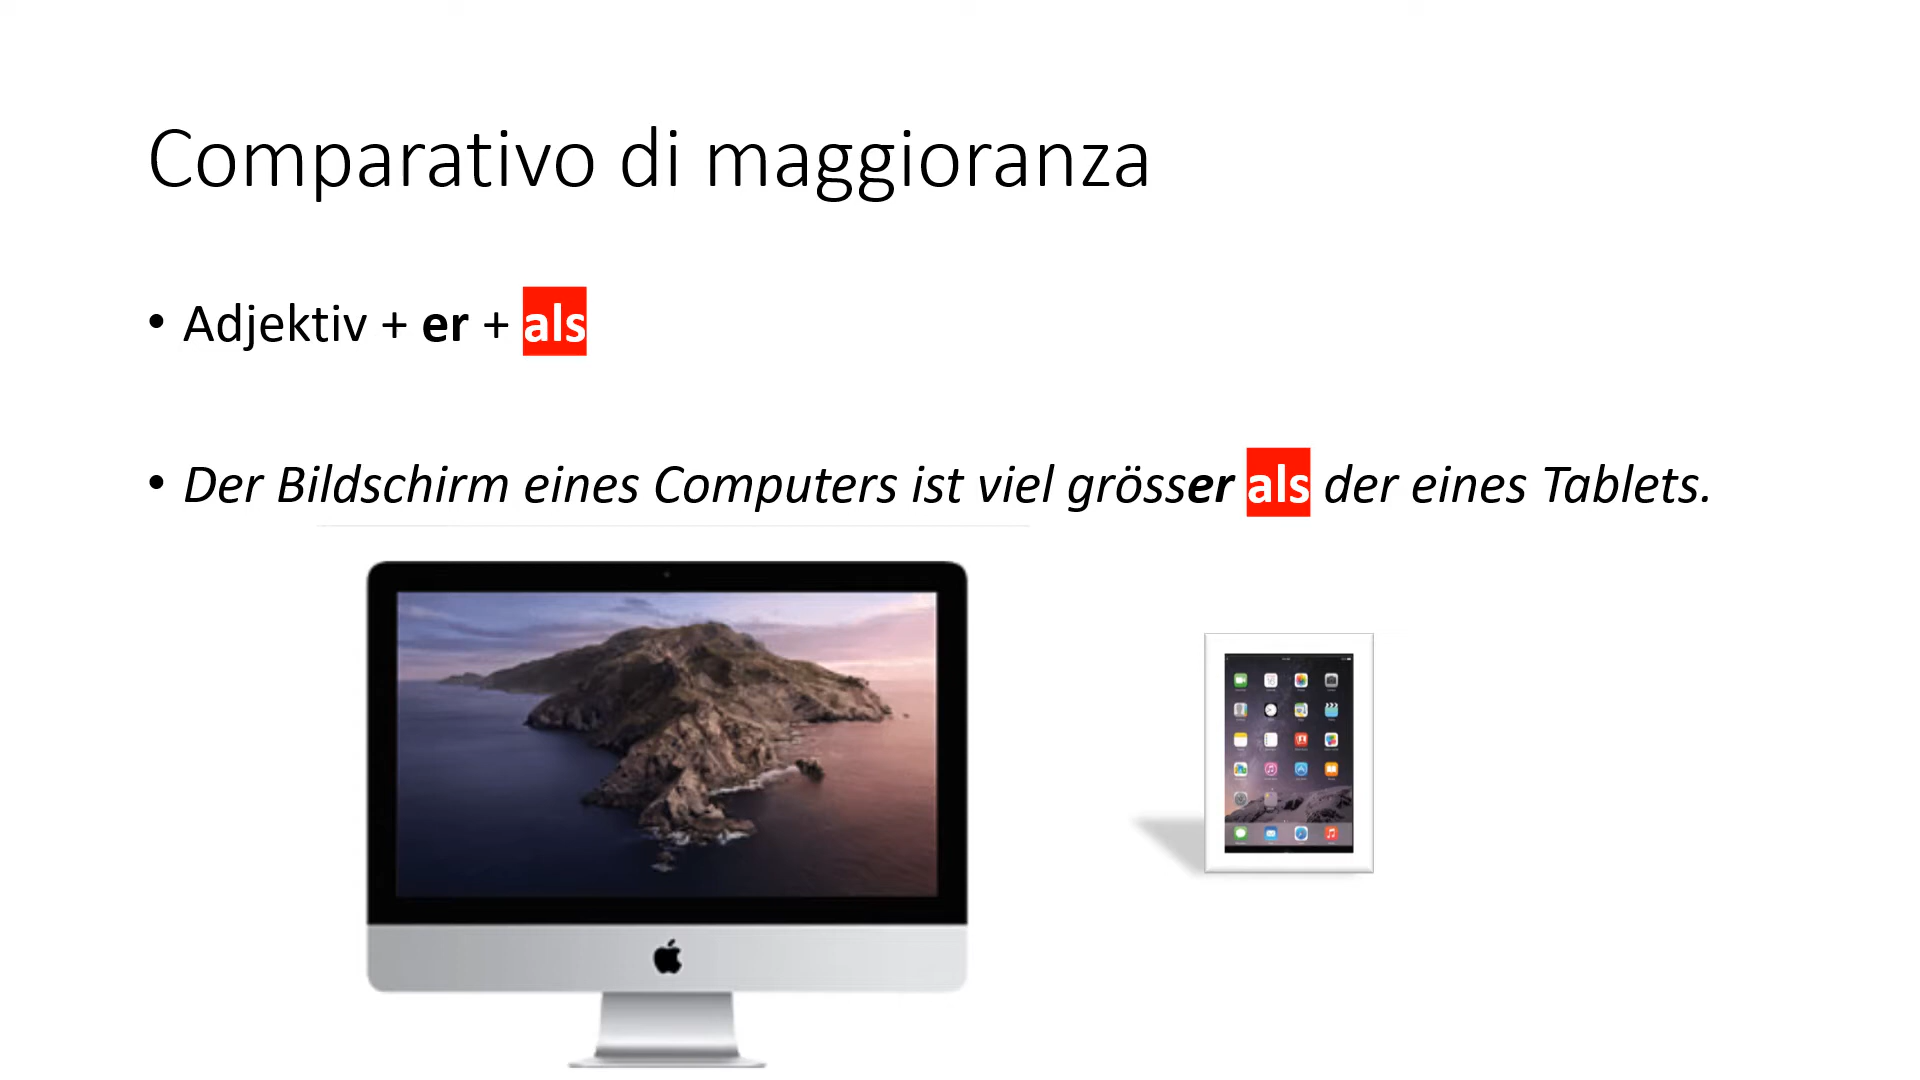 Comparativo di maggioranza
• Adjektiv + er + als
• Der Bildschirm eines Computers ist viel grösser als der eines Tablets.